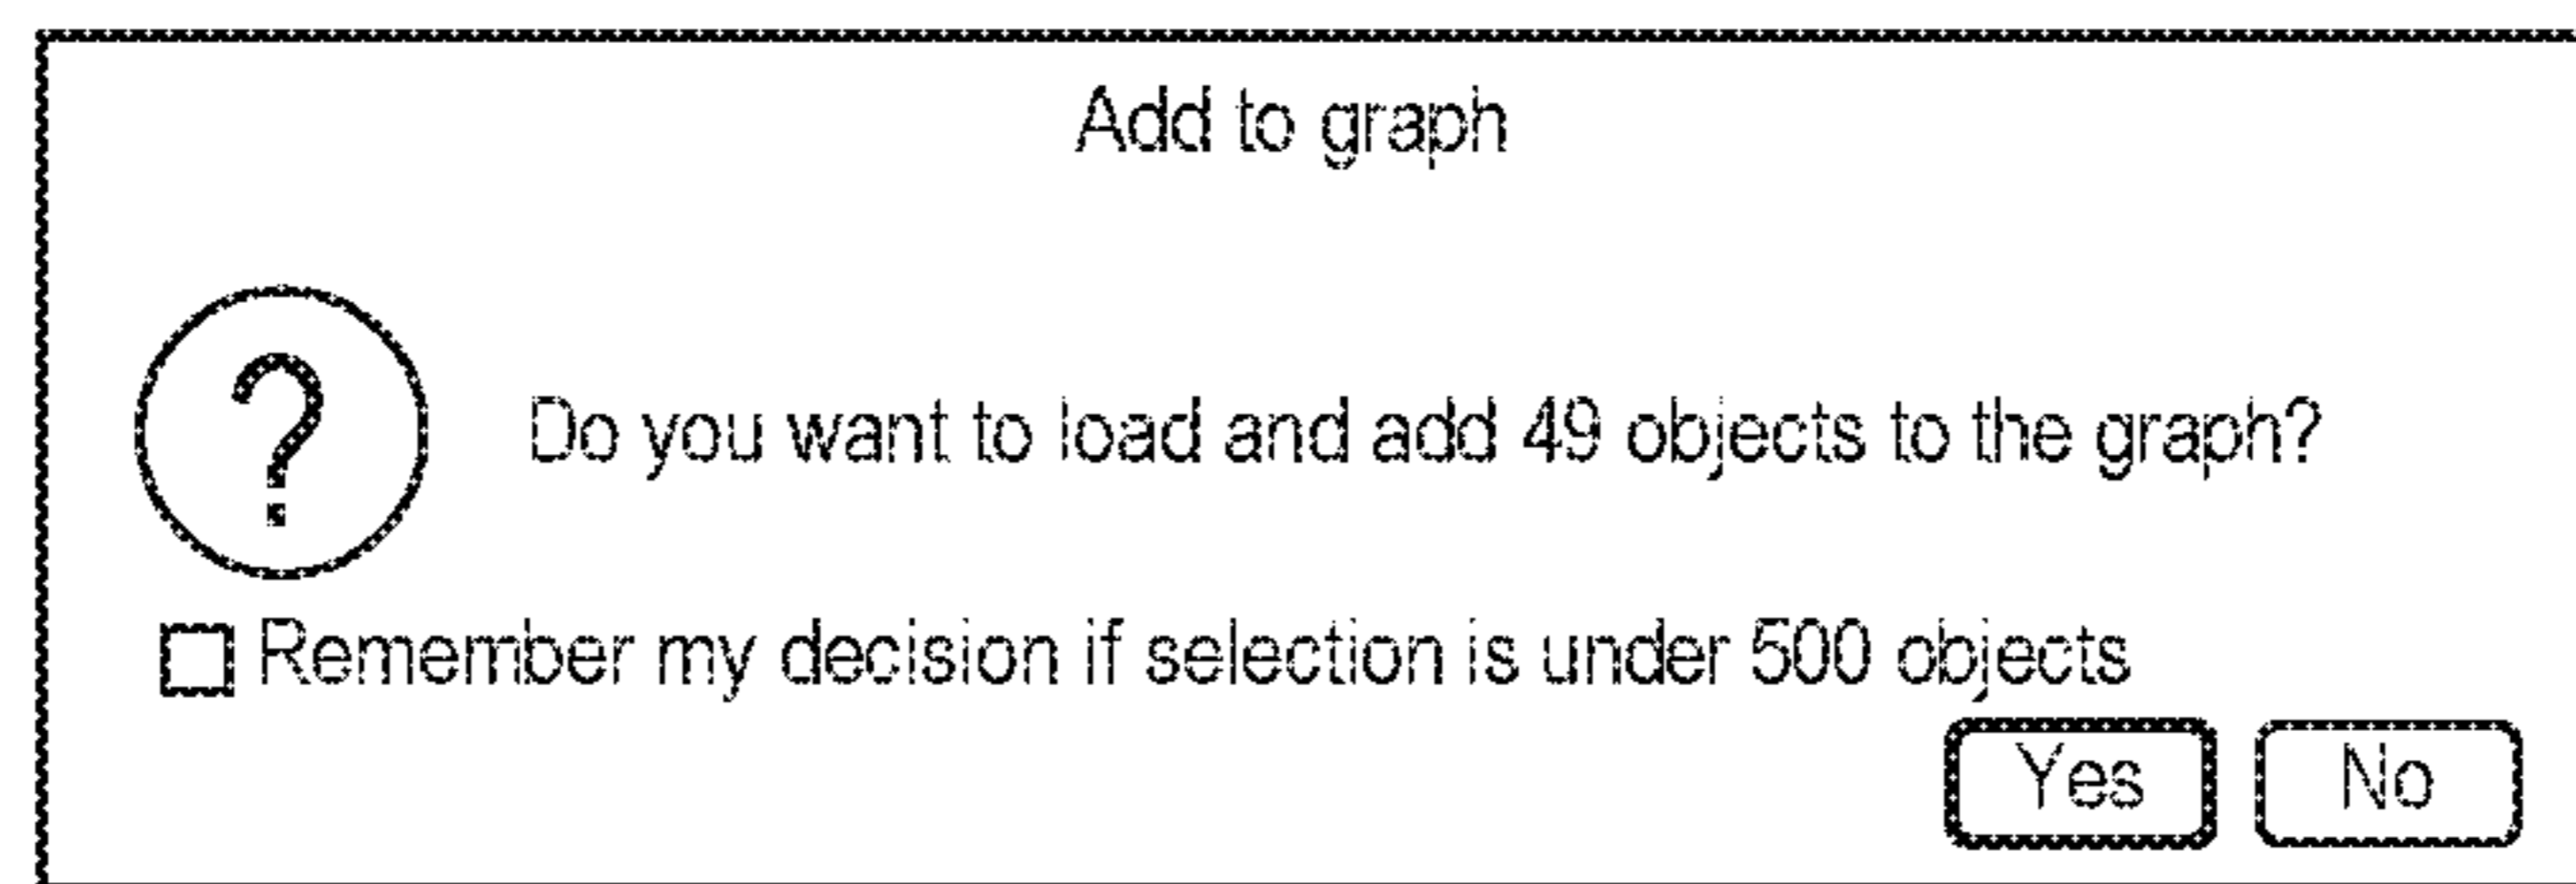 Add to graph
?
Do you want to load and add 49 objects to the graph?
Remember my decision if selection is under 500 objects
Yes No